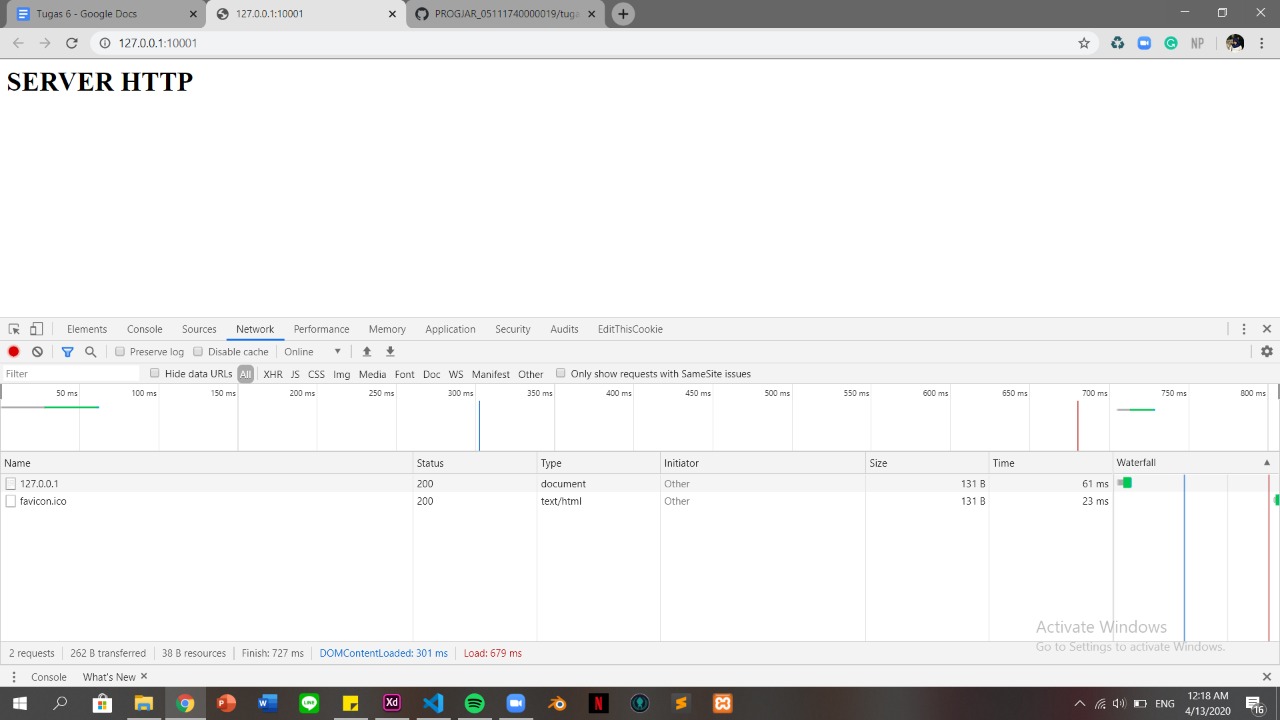 Tugas 6 - Google Docs
127.0.0.1:10001
PROGJAR_05111740000019/tuga
127.0.0.1:10001
NP
SERVER HTTP
Elements Console Sources Network Performance Memory Application Security Audits EditThisCookie
Preserve log Disable cache Online
Filter Hide data URLs All XHR JS CSS Img Media Font Doc WS Manifest Other Only show requests with SameSite issues
50 ms 100 ms 150 ms 200 ms 250 ms 300 ms 350 ms 400 ms 450 ms 500 ms 550 ms 600 ms 650 ms 700 ms 750 ms 800 ms
Name Status Type Initiator Size Time Waterfall
127.0.0.1 200 document Other 131 B 61 ms
favicon.ico 200 text/html Other 131 B 23 ms
Activate Windows
Go to Settings to activate Windows.
2 requests 262 B transferred 38 B resources Finish: 727 ms DOMContentLoaded: 301 ms Load: 679 ms
Console What's New
Xd
N
ENG
12:18 AM
4/13/2020
16